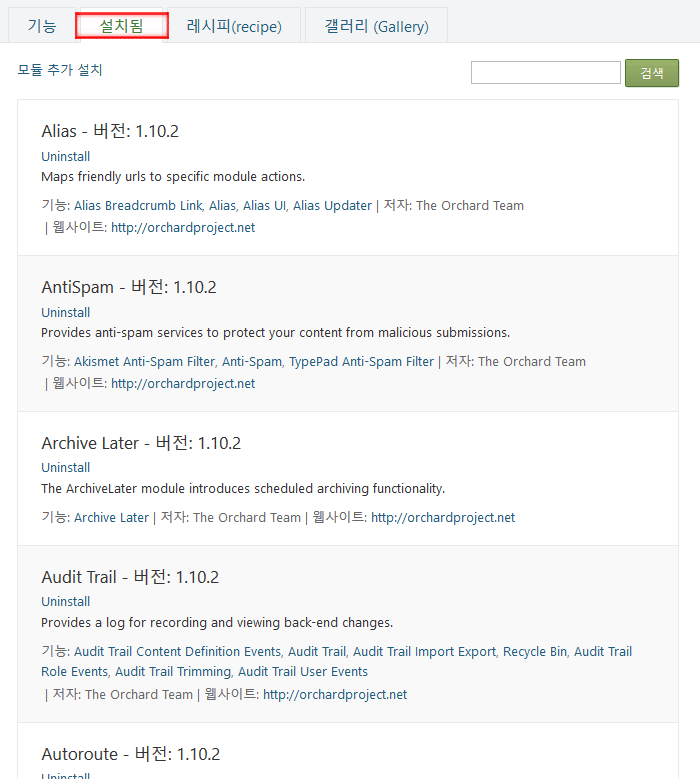 기능 설치됨 레시피(recipe) 갤러리 (Gallery)
모듈 추가 설치 검색
Alias - 버전: 1.10.2
Uninstall
Maps friendly urls to specific module actions.
기능: Alias Breadcrumb Link, Alias, Alias UI, Alias Updater | 저자: The Orchard Team
| 웹사이트: http://orchardproject.net
AntiSpam - 버전: 1.10.2
Uninstall
Provides anti-spam services to protect your content from malicious submissions.
기능: Akismet Anti-Spam Filter, Anti-Spam, TypePad Anti-Spam Filter | 저자: The Orchard Team
| 웹사이트: http://orchardproject.net
Archive Later - 버전: 1.10.2
Uninstall
The ArchiveLater module introduces scheduled archiving functionality.
기능: Archive Later | 저자: The Orchard Team | 웹사이트: http://orchardproject.net
Audit Trail - 버전: 1.10.2
Uninstall
Provides a log for recording and viewing back-end changes.
기능: Audit Trail Content Definition Events, Audit Trail, Audit Trail Import Export, Recycle Bin, Audit Trail
Role Events, Audit Trail Trimming, Audit Trail User Events
| 저자: The Orchard Team | 웹사이트: http://orchardproject.net
Autoroute - 버전: 1.10.2
Uninstall